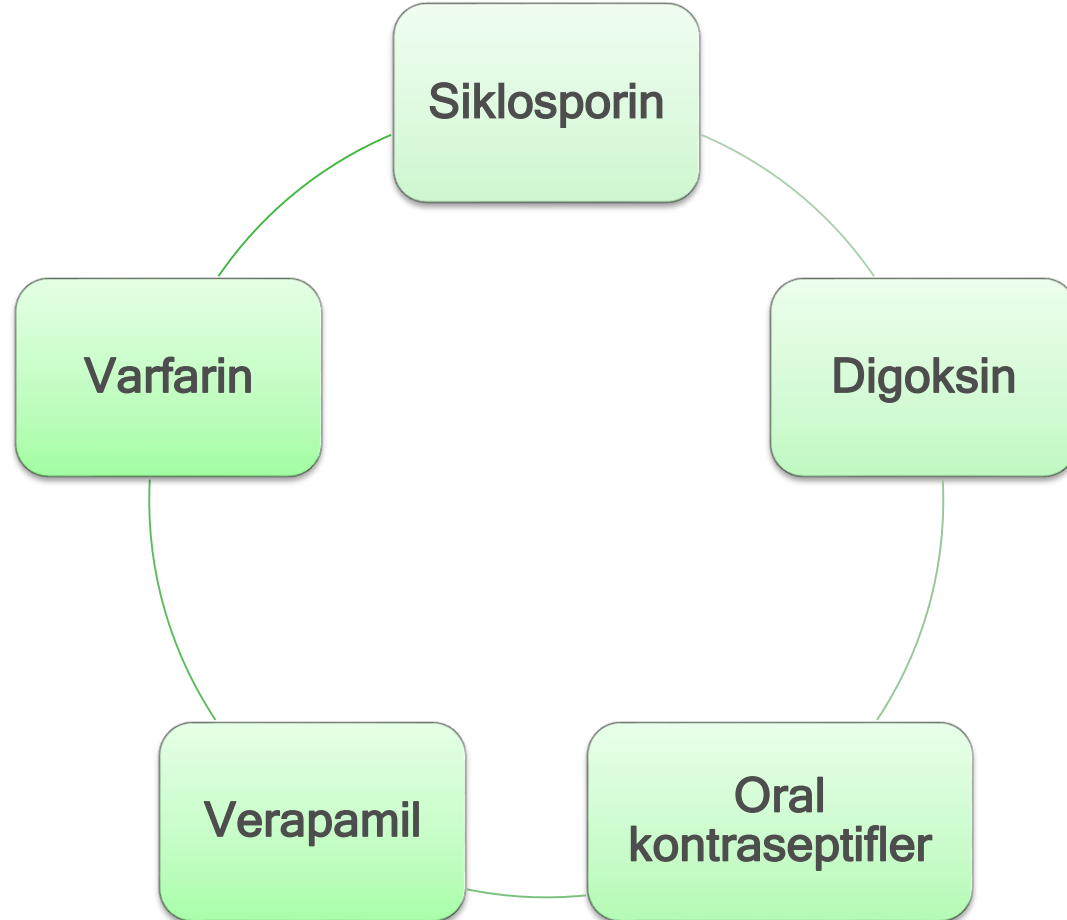 Siklosporin
Varfarin
Digoksin
Verapamil
Oral
kontraseptifler